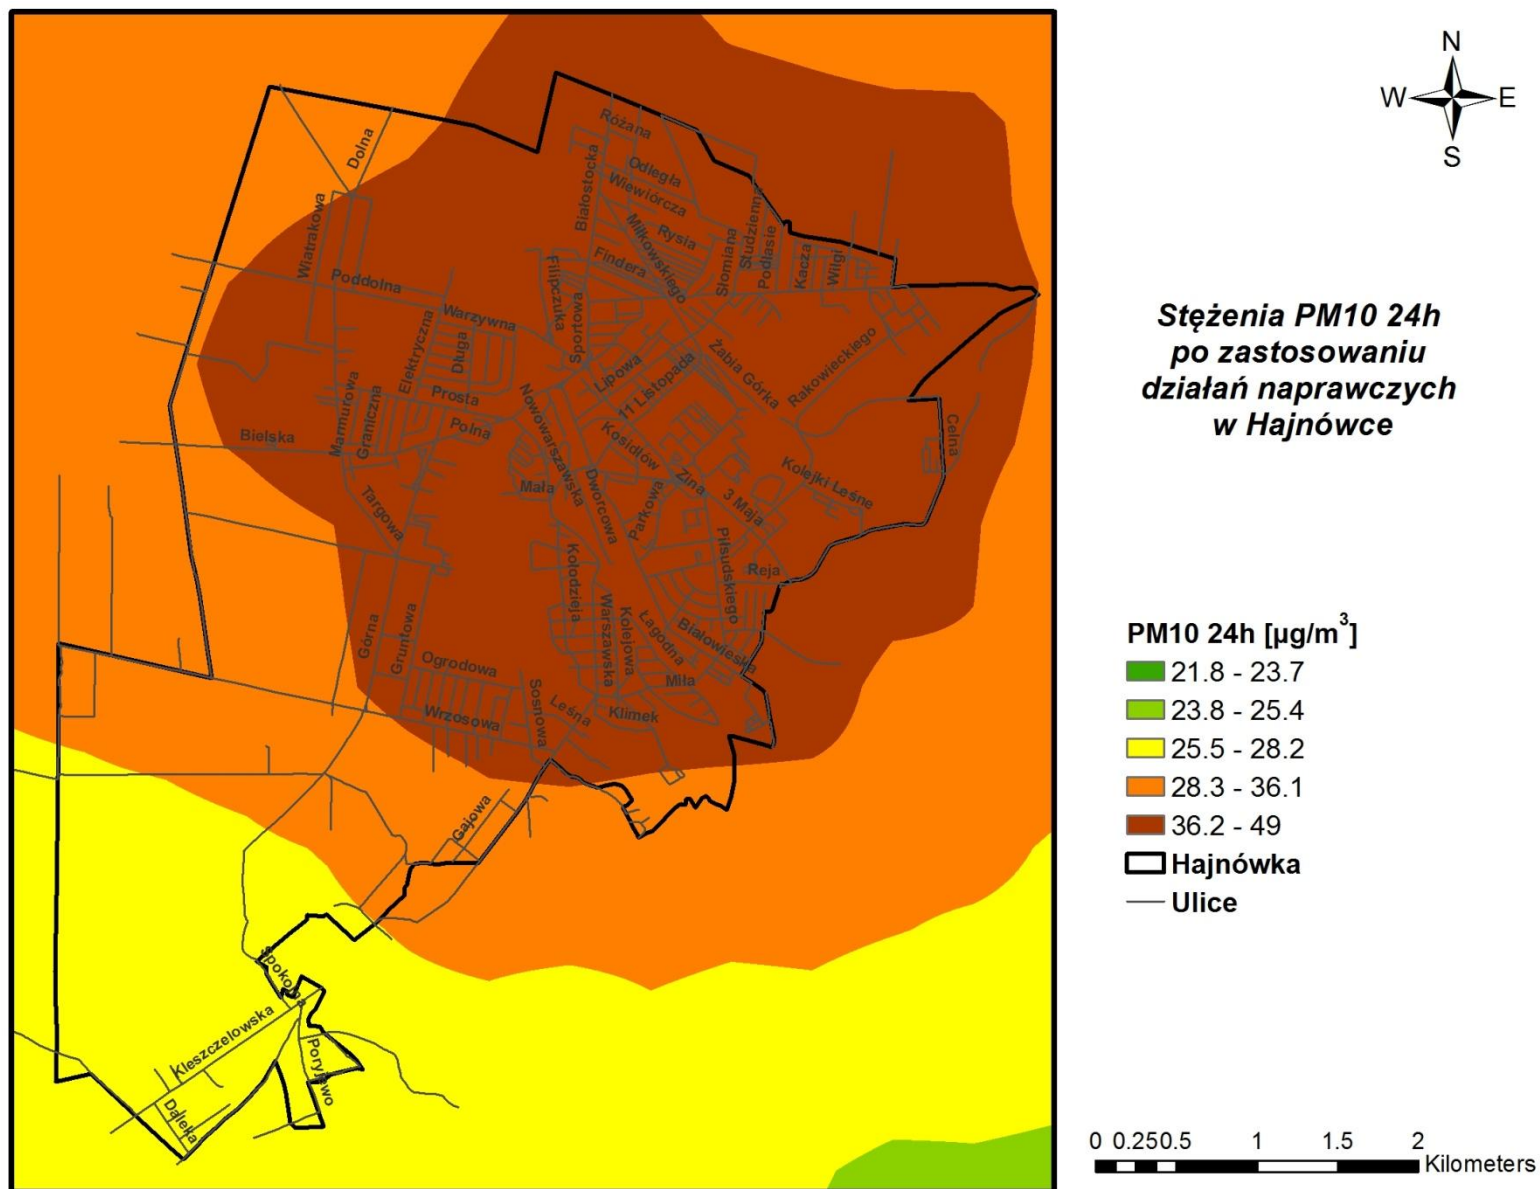 N
W E
S
Stężenia PM10 24h
po zastosowaniu
działań naprawczych
w Hajnówce
PM10 24h [µg/m³]
21.8 - 23.7
23.8 - 25.4
25.5 - 28.2
28.3 - 36.1
36.2 - 49
Hajnówka
Ulice
0 0.25 0.5 1 1.5 2
Kilometers
Różana
Dolna
Odległa
Wiewiórcza
Białostocka
Studzienna
Wiatrakowa
Miłkowskiego
Rysia
Słomiana
Podlasie
Kacza
Wilgi
Findera
Filipczuka
Poddolna
Warzywna
Sportowa
Elektryczna
Długa
Żabia Górka
Rakowieckiego
Lipowa
11 Listopada
Prosta
Marmurowa
Graniczna
Nowowarszawska
Polna
Bielska
Kosidłów
Celna
Zina
Kolejki Leśne
3 Maja
Mała
Dworcowa
Parkowa
Targowa
Piłsudskiego
Reja
Kołodzieja
Warszawska
Kolejowa
Łagodna
Białowieska
Górna
Gruntowa
Ogrodowa
Miła
Sosnowa
Leśna
Klimek
Wrzosowa
Gajowa
Spokojna
Kleszczelowska
Poryjewo
Daleka